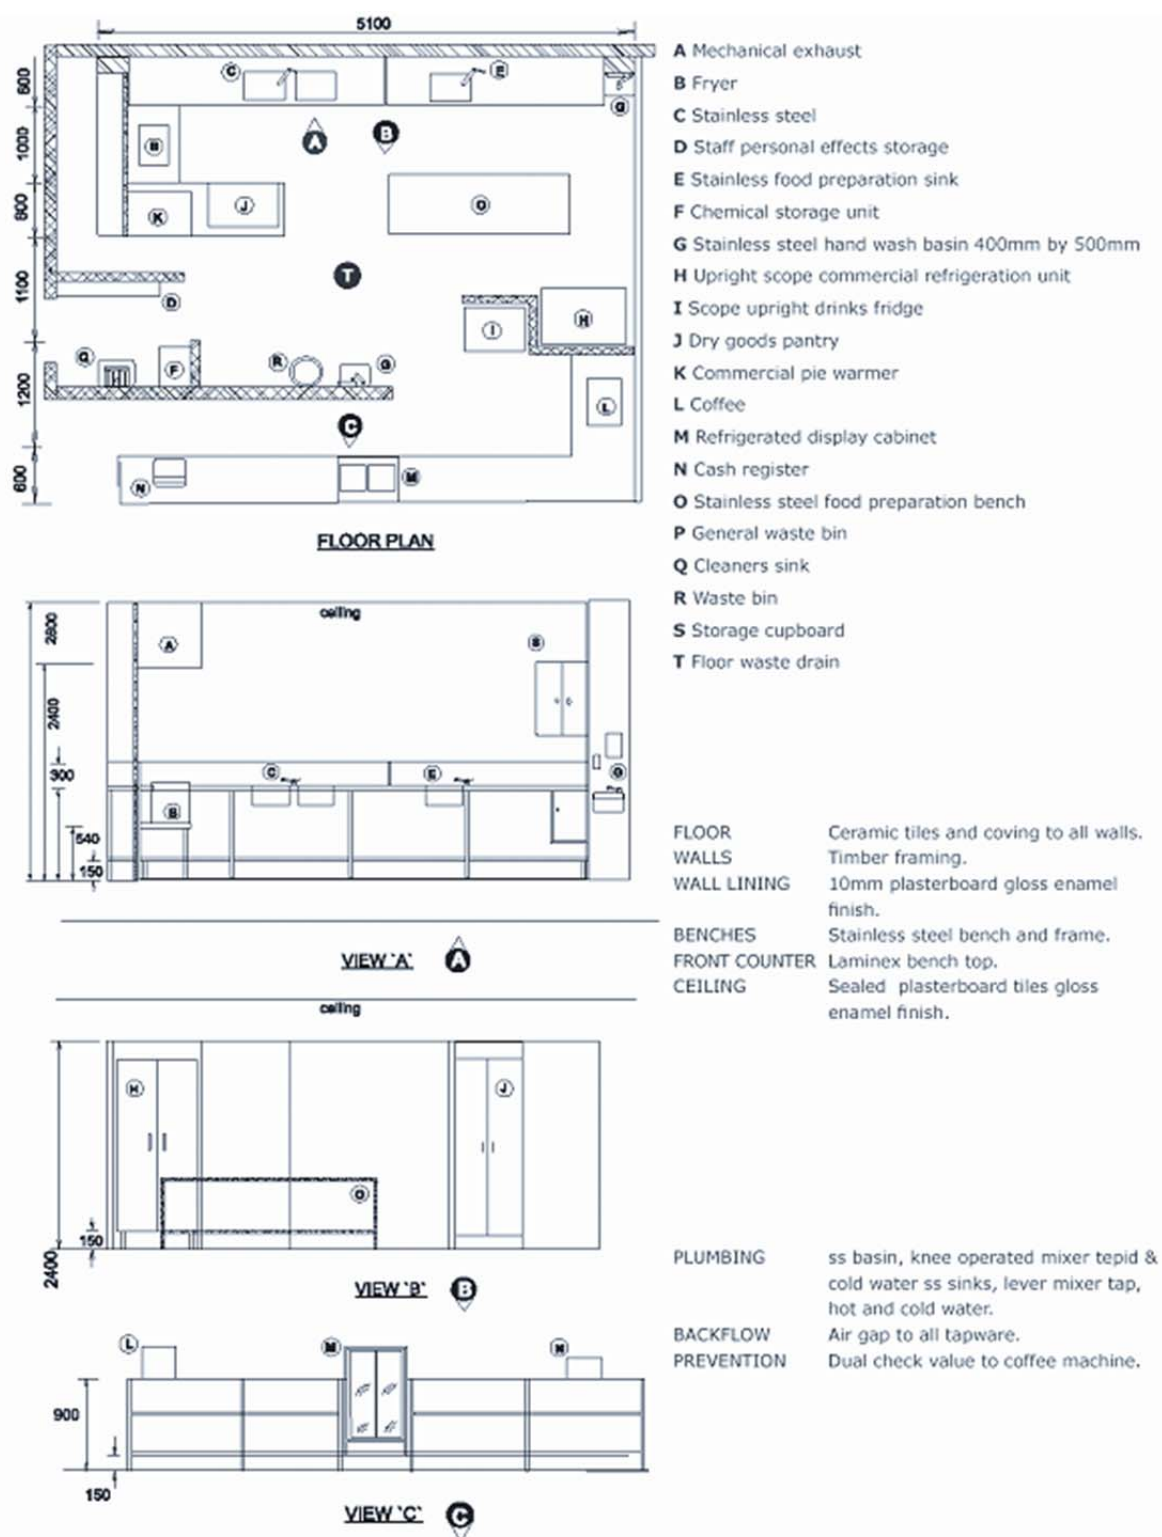 5100
A Mechanical exhaust
B Fryer
C Stainless steel
D Staff personal effects storage
E Stainless food preparation sink
F Chemical storage unit
G Stainless steel hand wash basin 400mm by 500mm
H Upright scope commercial refrigeration unit
I Scope upright drinks fridge
J Dry goods pantry
K Commercial pie warmer
L Coffee
M Refrigerated display cabinet
N Cash register
O Stainless steel food preparation bench
P General waste bin
Q Cleaners sink
R Waste bin
S Storage cupboard
T Floor waste drain
600
C
E
G
1000
B
A
B
800
K
J
O
1100
T
D
I
H
1200
Q
F
R
G
L
C
600
N
M
FLOOR PLAN
ceiling
2800
A
S
2400
300
C
E
G
B
540
150
VIEW 'A'
A
FLOOR Ceramic tiles and coving to all walls.
WALLS Timber framing.
WALL LINING 10mm plasterboard gloss enamel
finish.
BENCHES Stainless steel bench and frame.
FRONT COUNTER Laminex bench top.
CEILING Sealed plasterboard tiles gloss
enamel finish.
ceiling
H
J
O
150
2400
VIEW 'B'
B
PLUMBING ss basin, knee operated mixer tepid &
cold water ss sinks, lever mixer tap,
hot and cold water.
BACKFLOW Air gap to all tapware.
PREVENTION Dual check value to coffee machine.
L
M
N
900
150
VIEW 'C'
C